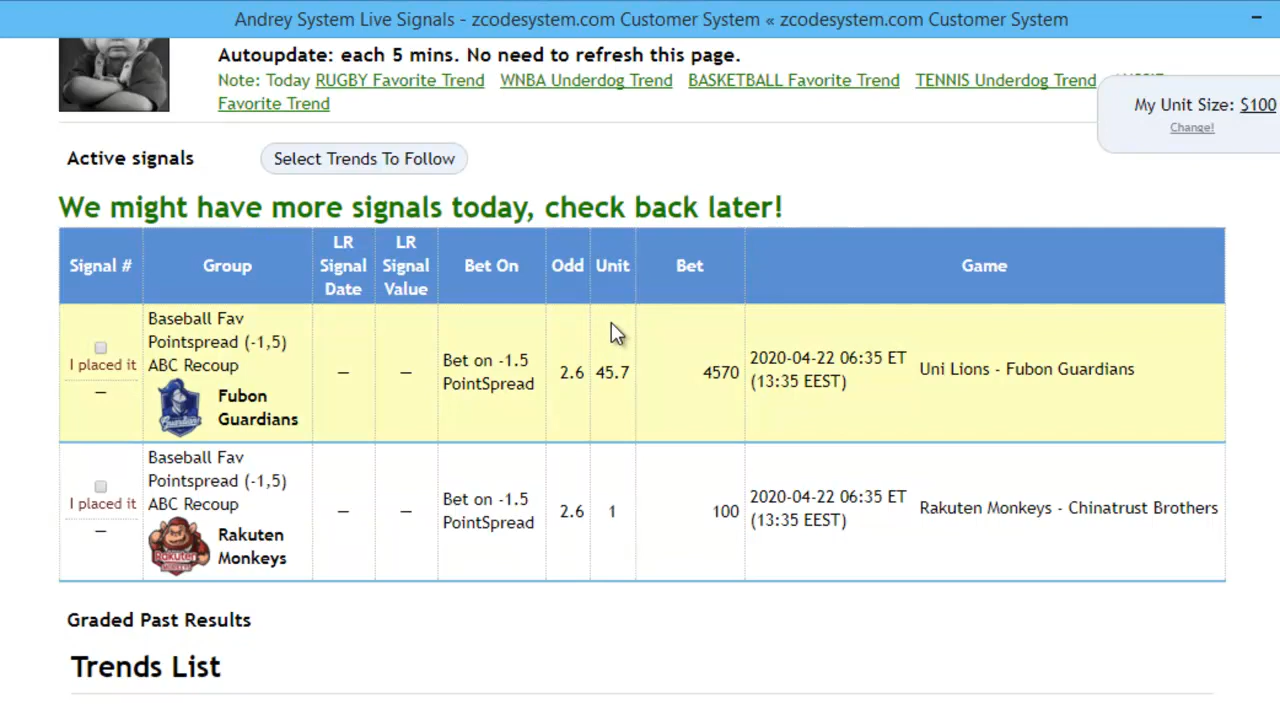 Andrey System Live Signals - zcodesystem.com Customer System « zcodesystem.com Customer System
Autoupdate: each 5 mins. No need to refresh this page.
Note: Today RUGBY Favorite Trend WNBA Underdog Trend BASKETBALL Favorite Trend TENNIS Underdog Trend
Favorite Trend
My Unit Size: $100
Change!
Active signals
Select Trends To Follow
We might have more signals today, check back later!
Signal # Group LR Signal Date LR Signal Value Bet On Odd Unit Bet Game
Baseball Fav
Pointspread (-1,5)
ABC Recoup
Fubon
Guardians
I placed it
—
— — Bet on -1.5
PointSpread
2.6 45.7 4570 2020-04-22 06:35 ET
(13:35 EEST)
Uni Lions - Fubon Guardians
Baseball Fav
Pointspread (-1,5)
ABC Recoup
Rakuten
Monkeys
I placed it
—
— — Bet on -1.5
PointSpread
2.6 1 100 2020-04-22 06:35 ET
(13:35 EEST)
Rakuten Monkeys - Chinatrust Brothers
Graded Past Results
Trends List